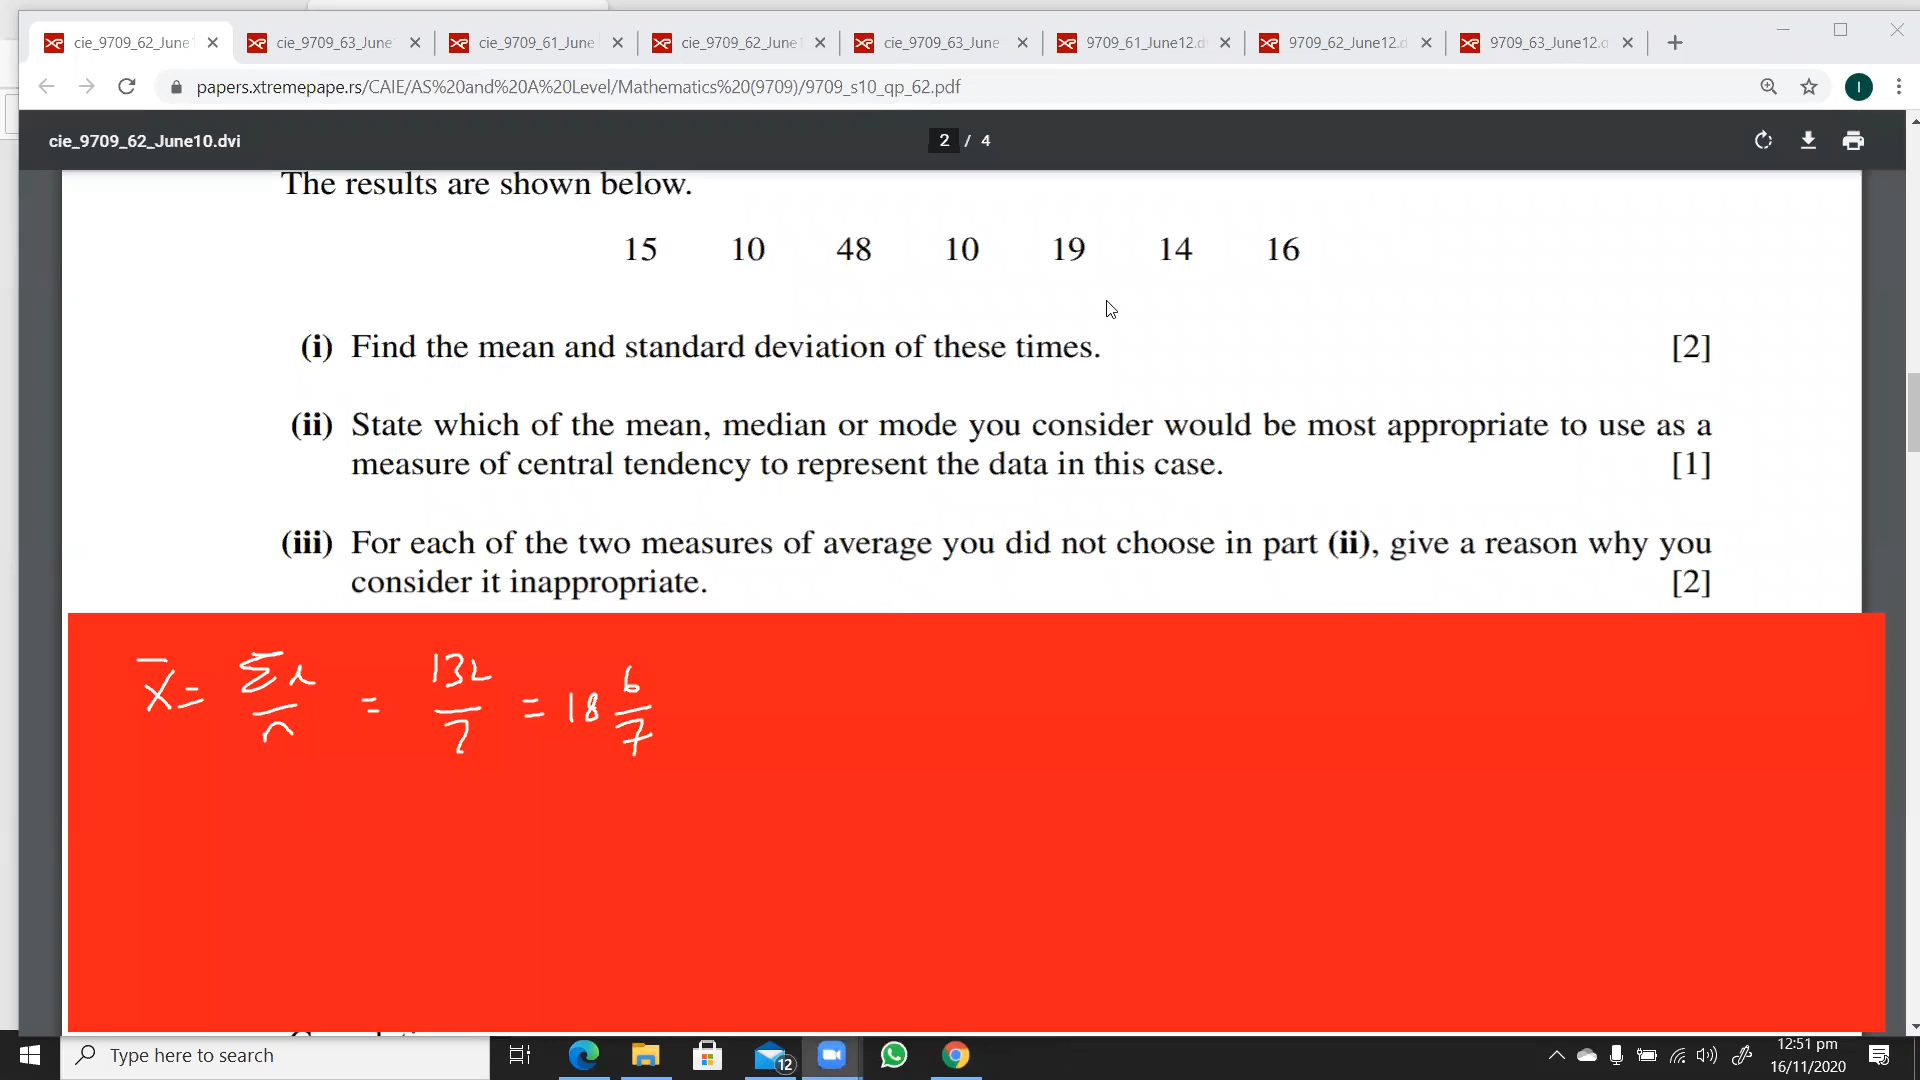 cie_9709_62_June cie_9709_63_June cie_9709_61_June cie_9709_62_June1 cie_9709_63_June 9709_61_June12.d 9709_62_June12.d 9709_63_June12.d
papers.xtremepape.rs/CAIE/AS%20and%20A%20Level/Mathematics%20(9709)/9709_s10_qp_62.pdf I
cie_9709_62_June10.dvi 2 / 4
The results are shown below.
15 10 48 10 19 14 16
(i) Find the mean and standard deviation of these times. [2]
(ii) State which of the mean, median or mode you consider would be most appropriate to use as a
measure of central tendency to represent the data in this case. [1]
(iii) For each of the two measures of average you did not choose in part (ii), give a reason why you
consider it inappropriate. [2]
x̄ = Σx/n = 132/7 = 18 6/7
Type here to search 12 12:51 pm
16/11/2020